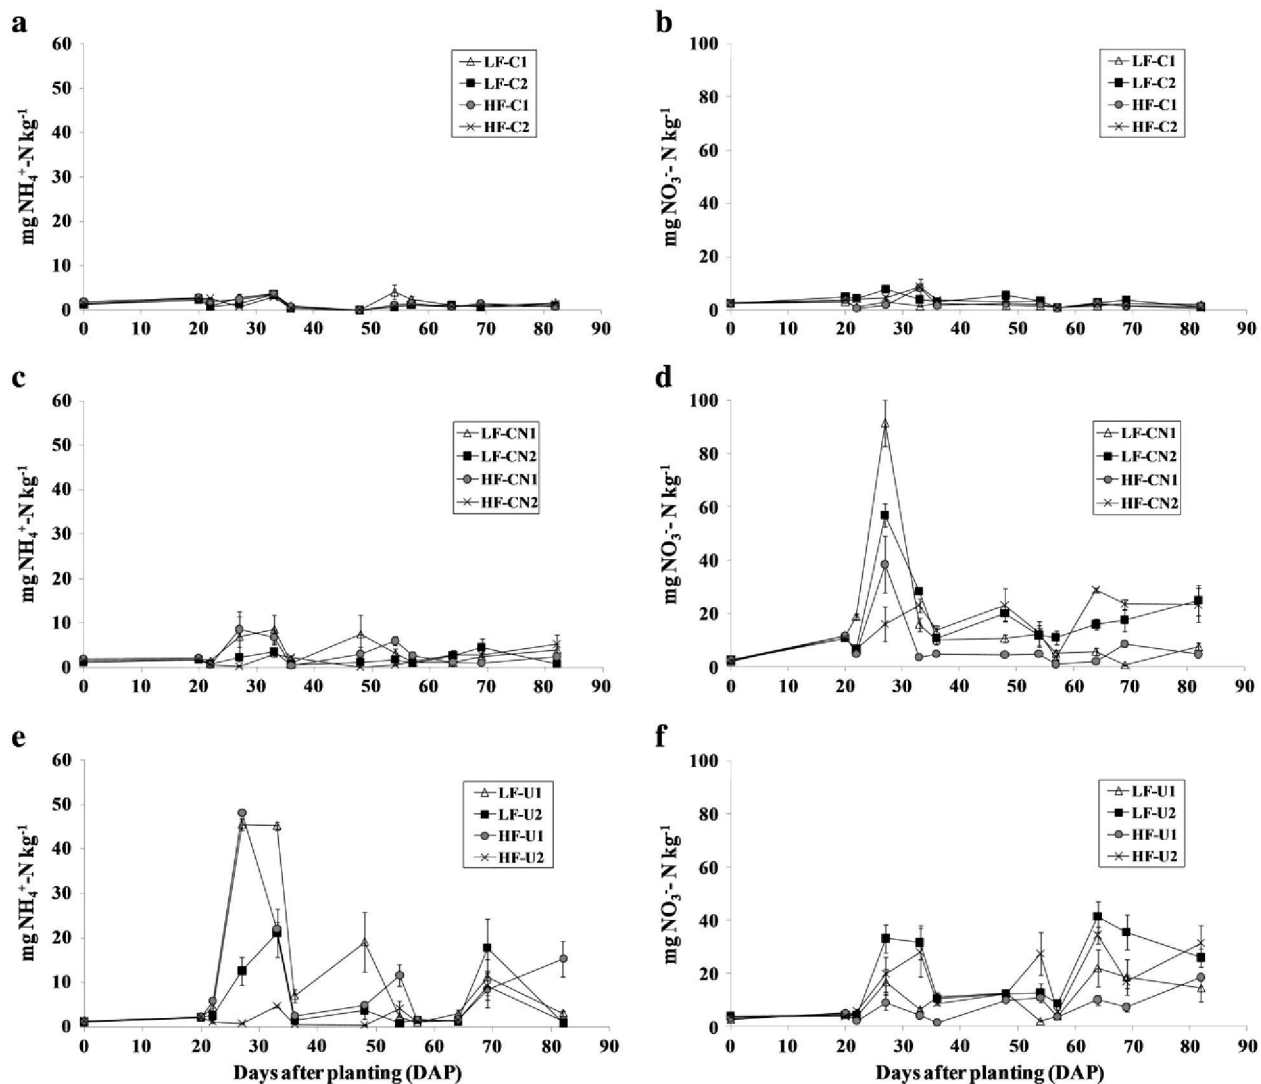 a
60
50
40
30
20
10
0
mg NH₄⁺-N kg⁻¹
LF-C1
LF-C2
HF-C1
HF-C2
0 10 20 30 40 50 60 70 80 90
b
100
80
60
40
20
0
mg NO₃⁻- N kg⁻¹
LF-C1
LF-C2
HF-C1
HF-C2
0 10 20 30 40 50 60 70 80 90
c
60
50
40
30
20
10
0
mg NH₄⁺-N kg⁻¹
LF-CN1
LF-CN2
HF-CN1
HF-CN2
0 10 20 30 40 50 60 70 80 90
d
100
80
60
40
20
0
mg NO₃⁻- N kg⁻¹
LF-CN1
LF-CN2
HF-CN1
HF-CN2
0 10 20 30 40 50 60 70 80 90
e
60
50
40
30
20
10
0
mg NH₄⁺-N kg⁻¹
LF-U1
LF-U2
HF-U1
HF-U2
0 10 20 30 40 50 60 70 80 90
Days after planting (DAP)
f
100
80
60
40
20
0
mg NO₃⁻- N kg⁻¹
LF-U1
LF-U2
HF-U1
HF-U2
0 10 20 30 40 50 60 70 80 90
Days after planting (DAP)